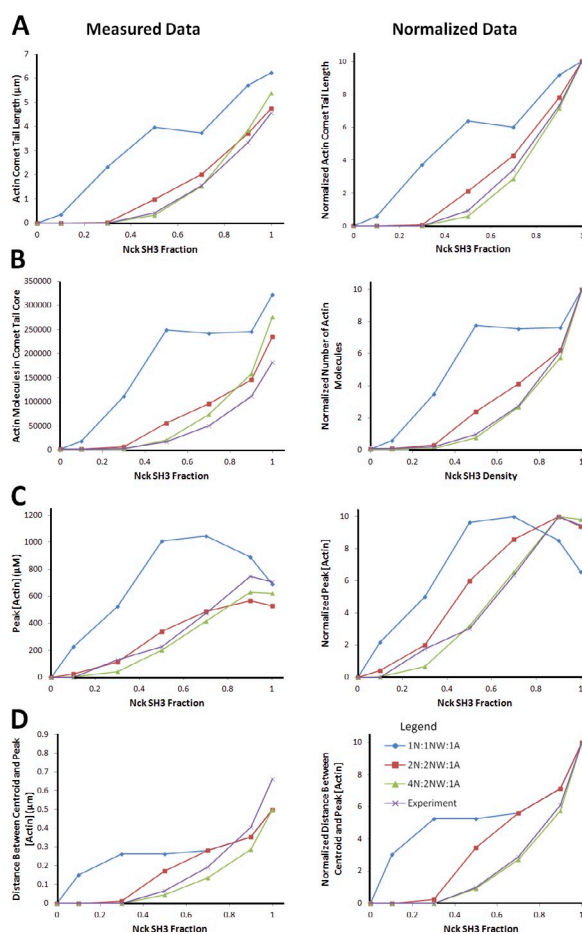 A
Measured Data
Normalized Data
Actin Comet Tail Length (μm)
7
6
5
4
3
2
1
0
0 0.2 0.4 0.6 0.8 1
Nck SH3 Fraction
Normalized Actin Comet Tail Length
10
8
6
4
2
0
0 0.2 0.4 0.6 0.8 1
Nck SH3 Fraction
B
Actin Molecules in Comet Tail Core
350000
300000
250000
200000
150000
100000
50000
0
0 0.2 0.4 0.6 0.8 1
Nck SH3 Fraction
Normalized Number of Actin
Molecules
10
8
6
4
2
0
0 0.2 0.4 0.6 0.8 1
Nck SH3 Density
C
Peak [Actin] (μM)
1200
1000
800
600
400
200
0
0 0.2 0.4 0.6 0.8 1
Nck SH3 Fraction
Normalized Peak [Actin]
10
8
6
4
2
0
0 0.2 0.4 0.6 0.8 1
Nck SH3 Fraction
D
Distance Between Centroid and Peak
[Actin] (μm)
0.9
0.8
0.7
0.6
0.5
0.4
0.3
0.2
0.1
0
0 0.2 0.4 0.6 0.8 1
Nck SH3 Fraction
Normalized Distance Between
Centroid and Peak [Actin]
10
8
6
4
2
0
0 0.2 0.4 0.6 0.8 1
Nck SH3 Fraction
Legend
1N:1NW:1A
2N:2NW:1A
4N:2NW:1A
Experiment